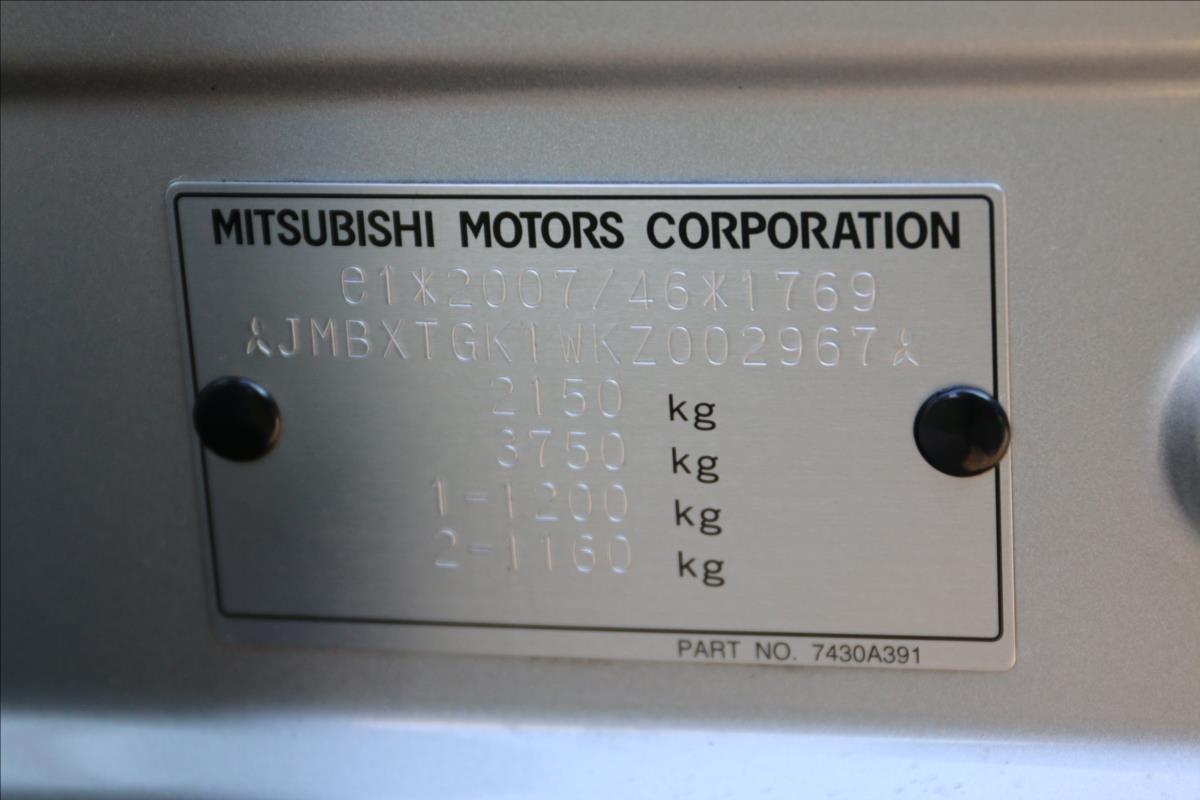 MITSUBISHI MOTORS CORPORATION
e1*2007/46*1769
JMBXTGK1WKZ002967
2150 kg
3750 kg
1-1200 kg
2-1160 kg
PART NO. 7430A391